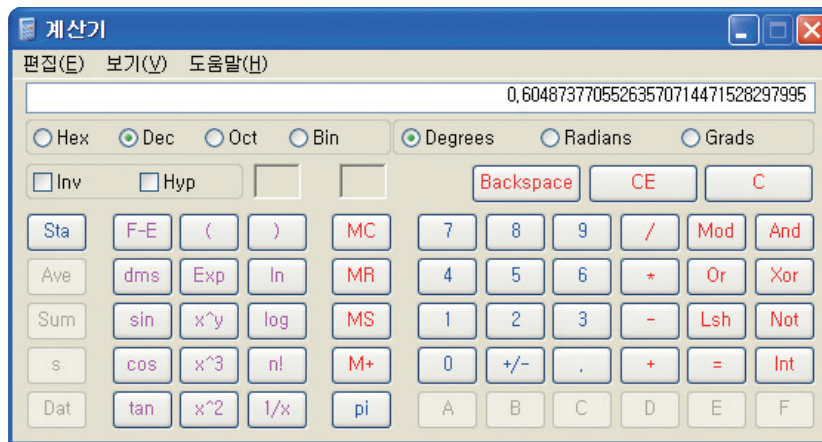 계산기
편집(E) 보기(V) 도움말(H)
0.60487377055263570714471528297995
Hex Dec Oct Bin Degrees Radians Grads
Inv Hyp Backspace CE C
Sta F-E ( ) MC 7 8 9 / Mod And
Ave dms Exp ln MR 4 5 6 * Or Xor
Sum sin x^y log MS 1 2 3 - Lsh Not
s cos x^3 n! M+ 0 +/- . + = Int
Dat tan x^2 1/x pi A B C D E F